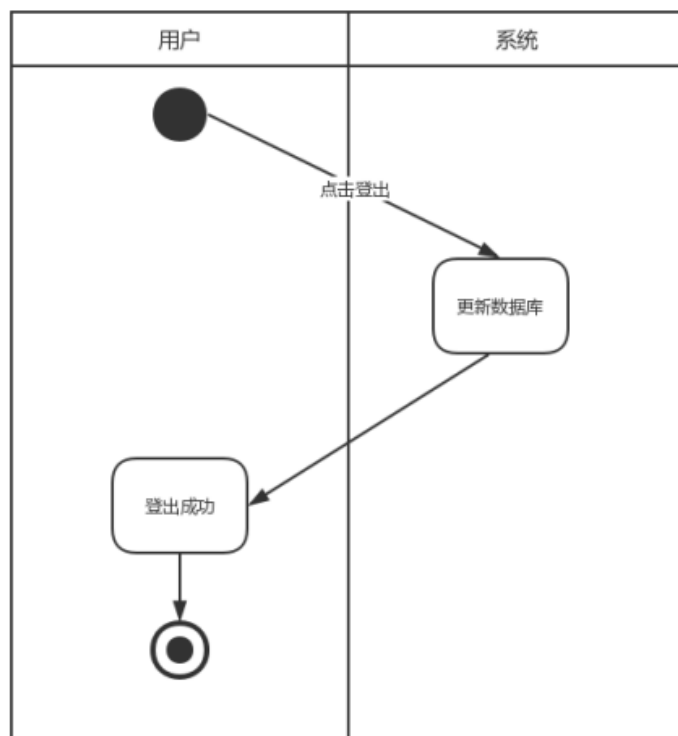 用户
系统
点击登出
更新数据库
登出成功